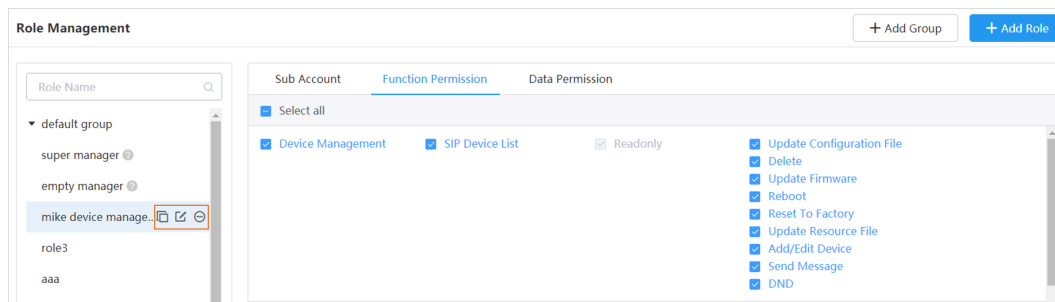 Role Management
+ Add Group
+ Add Role
Role Name
Sub Account Function Permission Data Permission
Select all
default group
super manager ?
empty manager ?
mike device manage..
role3
aaa
Device Management SIP Device List Readonly Update Configuration File
Delete
Update Firmware
Reboot
Reset To Factory
Update Resource File
Add/Edit Device
Send Message
DND